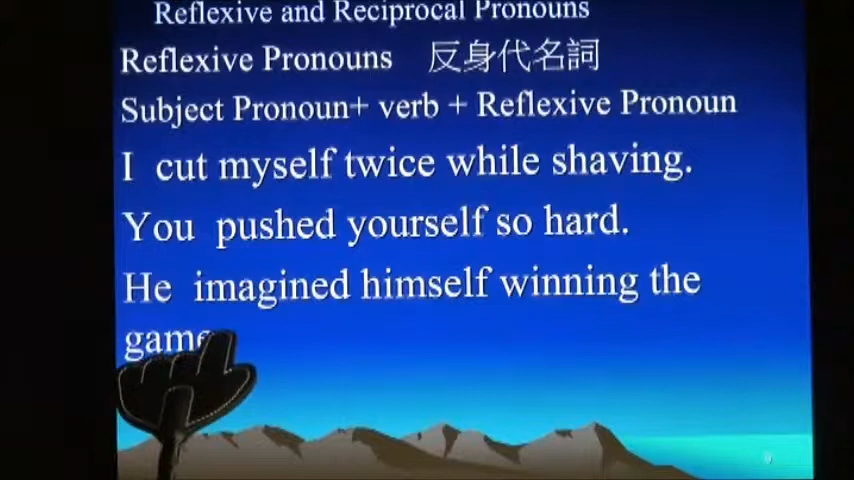 Reflexive and Reciprocal Pronouns
Reflexive Pronouns 反身代名詞
Subject Pronoun+ verb + Reflexive Pronoun
I cut myself twice while shaving.
You pushed yourself so hard.
He imagined himself winning the
game